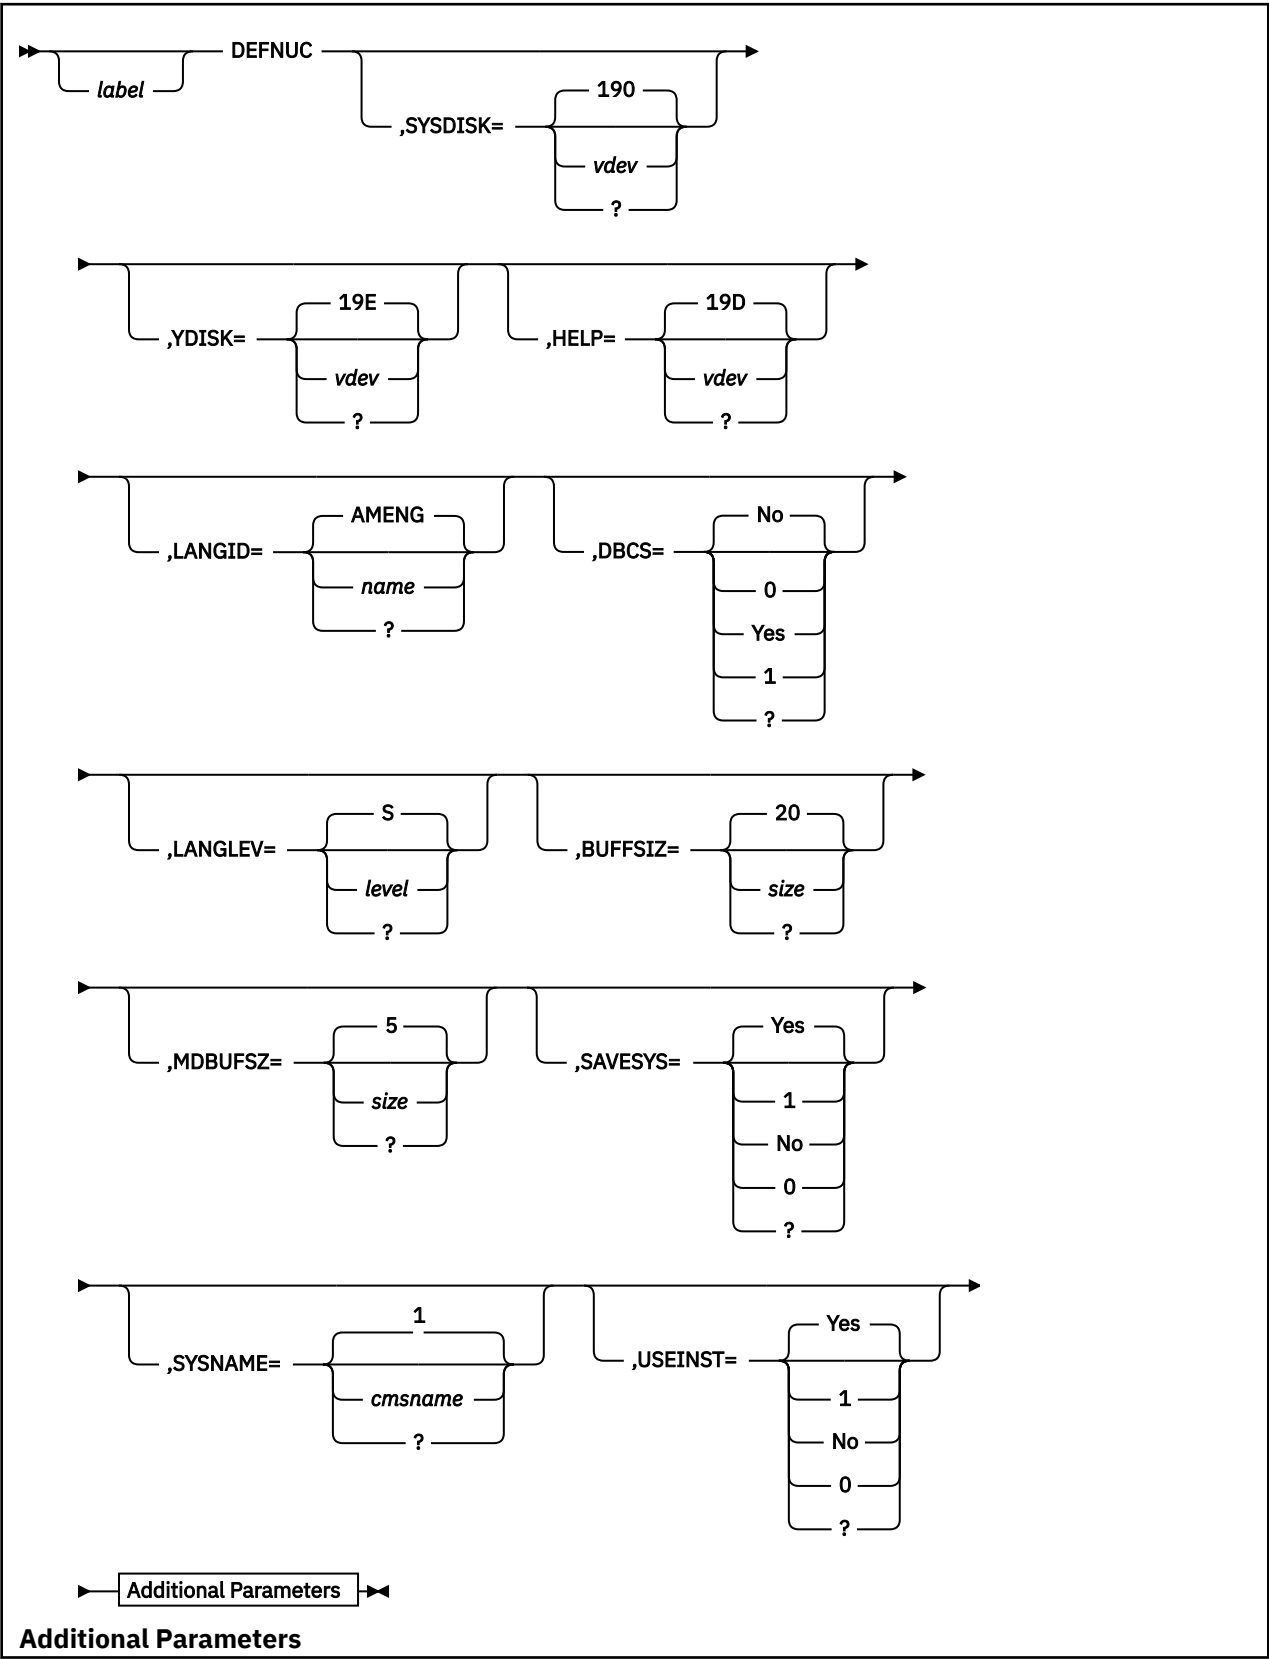 label DEFNUC
,SYSDISK= 190
vdev
?
,YDISK= 19E
vdev
?
,HELP= 19D
vdev
?
,LANGID= AMENG
name
?
,DBCS= No
0
Yes
1
?
,LANGLEV= S
level
?
,BUFFSIZ= 20
size
?
,MDBUFSZ= 5
size
?
,SAVESYS= Yes
1
No
0
?
,SYSNAME= 1
cmsname
?
,USEINST= Yes
1
No
0
?
Additional Parameters
Additional Parameters